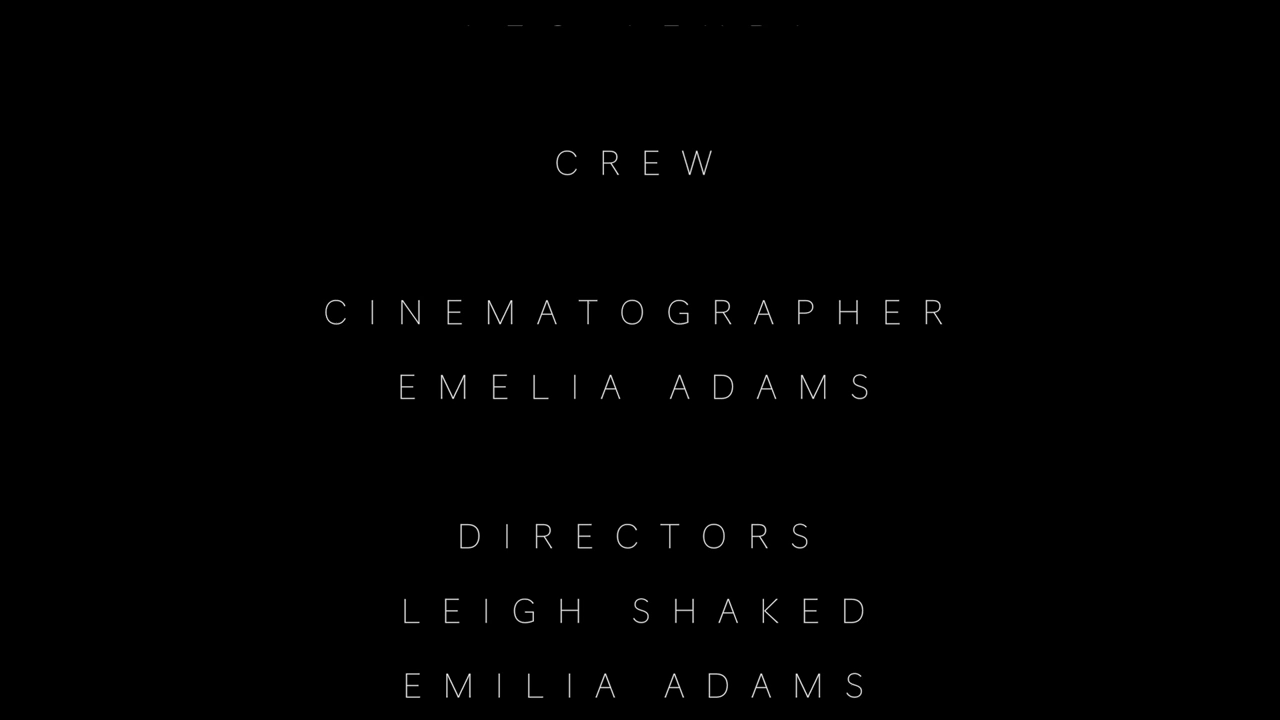 CREW
CINEMATOGRAPHER
EMELIA ADAMS
DIRECTORS
LEIGH SHAKED
EMILIA ADAMS